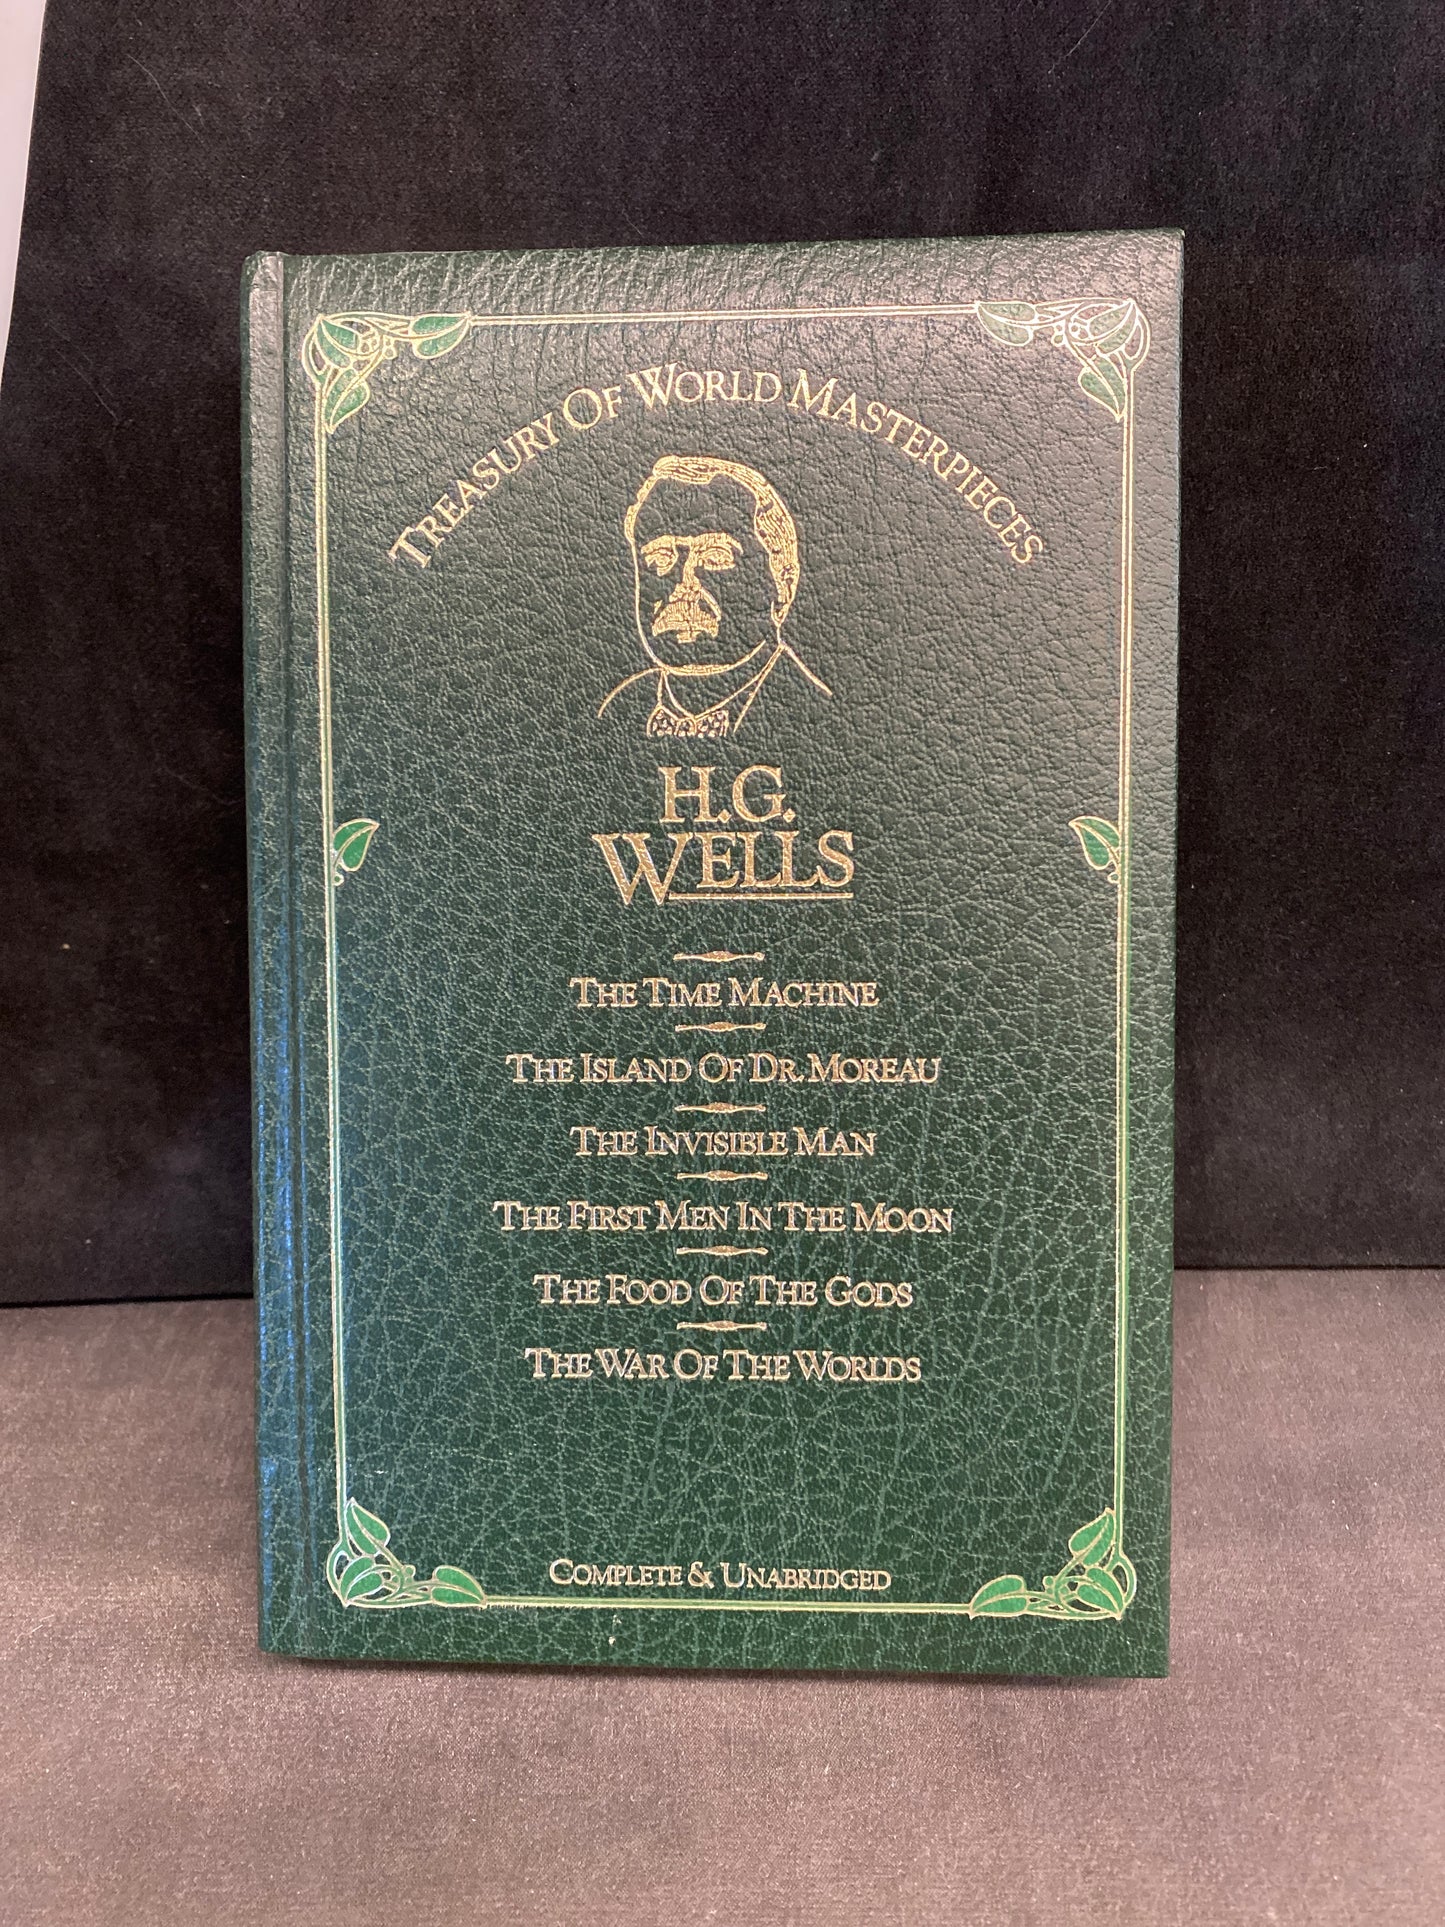 Treasury Of World Masterpieces
H.G.
Wells
The Time Machine
The Island Of Dr. Moreau
The Invisible Man
The First Men In The Moon
The Food Of The Gods
The War Of The Worlds
Complete & Unabridged